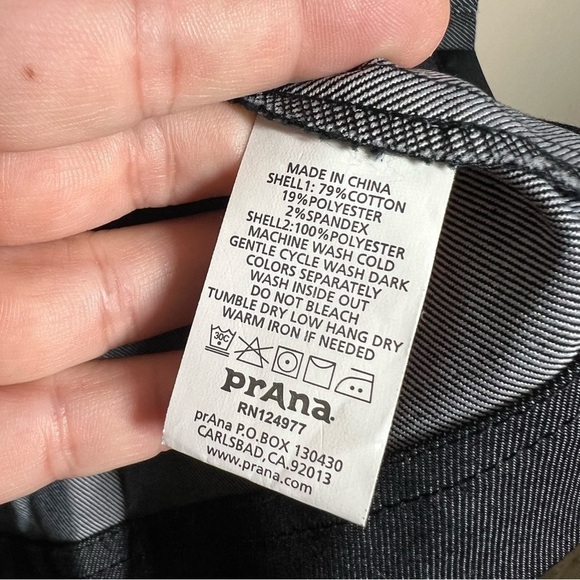 MADE IN CHINA
SHELL1: 79%COTTON
19%POLYESTER
2%SPANDEX
SHELL2:100%POLYESTER
MACHINE WASH COLD
GENTLE CYCLE WASH DARK
COLORS SEPARATELY
WASH INSIDE OUT
DO NOT BLEACH
TUMBLE DRY LOW HANG DRY
WARM IRON IF NEEDED
30C
prAna
RN124977
prAna P.O.BOX 130430
CARLSBAD,CA.92013
www.prana.com